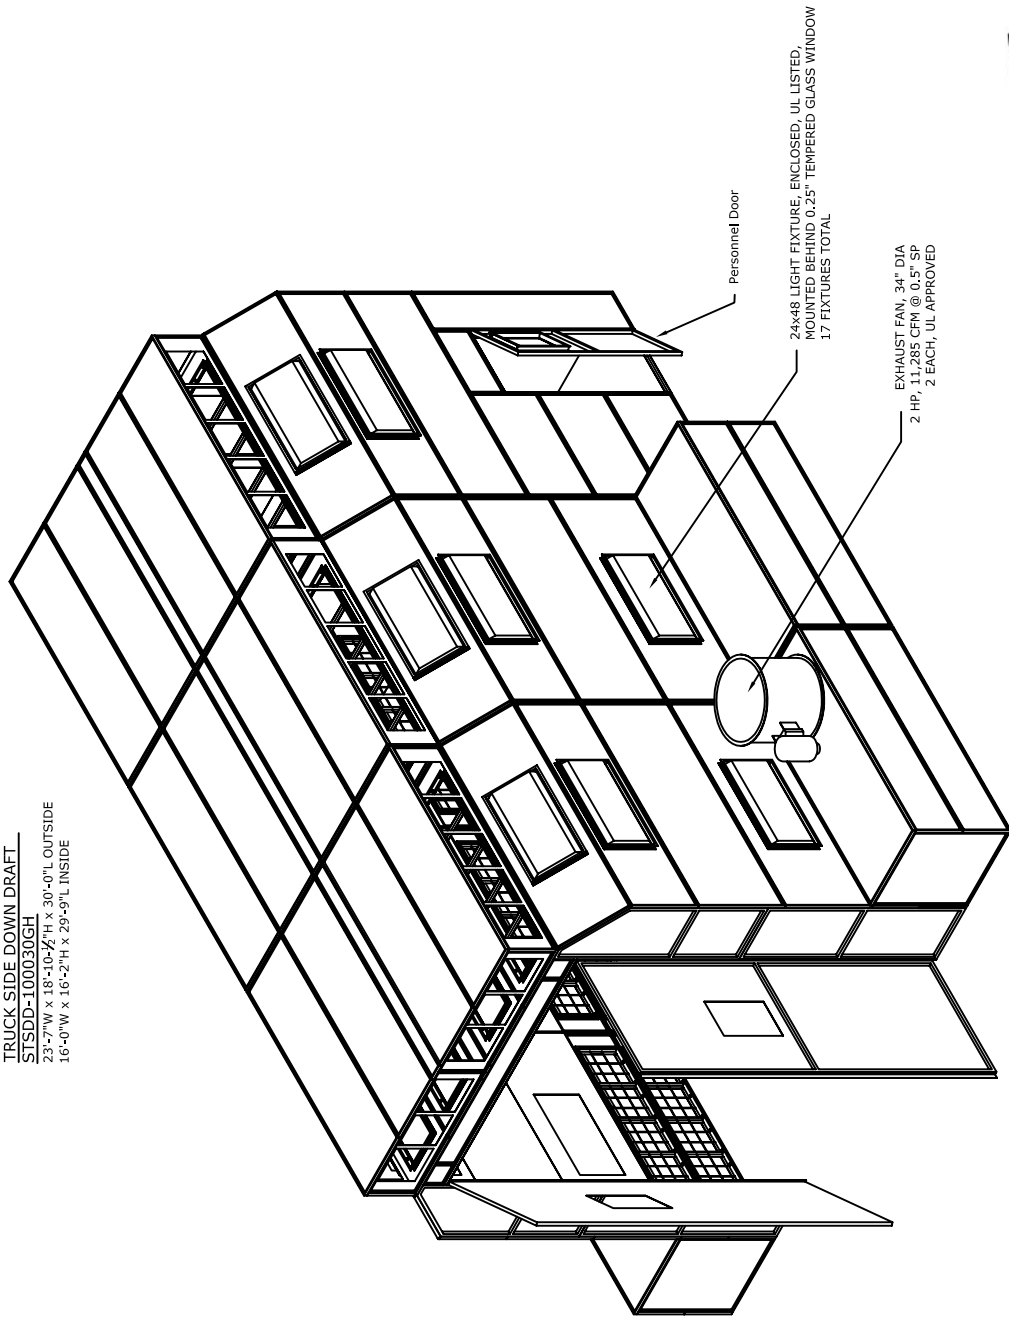 TRUCK SIDE DOWN DRAFT
STSDD-100030GH
23'-7"W x 18'-10-½"H x 30'-0"L OUTSIDE
16'-0"W x 16'-2"H x 29'-9"L INSIDE
Personnel Door
24x48 LIGHT FIXTURE, ENCLOSED, UL LISTED,
MOUNTED BEHIND 0.25" TEMPERED GLASS WINDOW
17 FIXTURES TOTAL
EXHAUST FAN, 34" DIA
2 HP, 11,285 CFM @ 0.5" SP
2 EACH, UL APPROVED